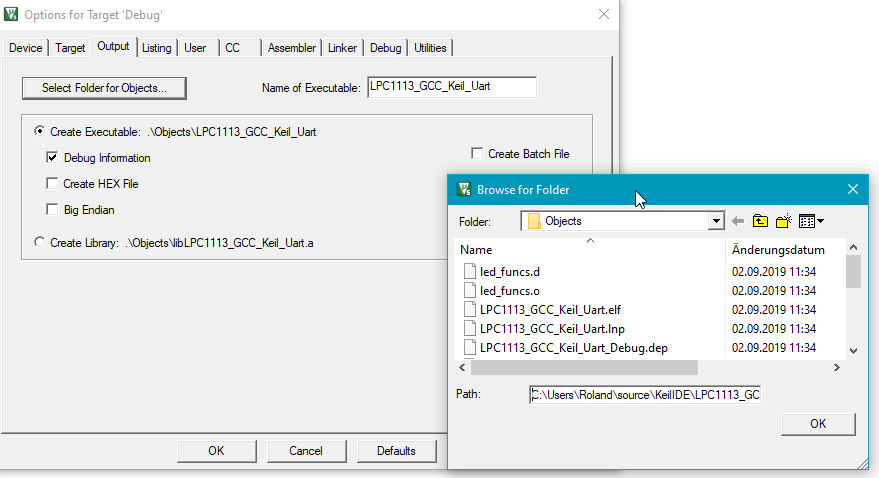 Options for Target 'Debug'
Device Target Output Listing User CC Assembler Linker Debug Utilities
Select Folder for Objects... Name of Executable: LPC1113_GCC_Keil_Uart
Create Executable: .\Objects\LPC1113_GCC_Keil_Uart
Debug Information Create Batch File
Create HEX File
Big Endian
Create Library: .\Objects\libLPC1113_GCC_Keil_Uart.a
OK Cancel Defaults
Browse for Folder
Folder: Objects
Name Änderungsdatum
led_funcs.d 02.09.2019 11:34
led_funcs.o 02.09.2019 11:34
LPC1113_GCC_Keil_Uart.elf 02.09.2019 11:34
LPC1113_GCC_Keil_Uart.lnp 02.09.2019 11:34
LPC1113_GCC_Keil_Uart_Debug.dep 02.09.2019 11:34
Path: C:\Users\Roland\source\KeilIDE\LPC1113_GC
OK